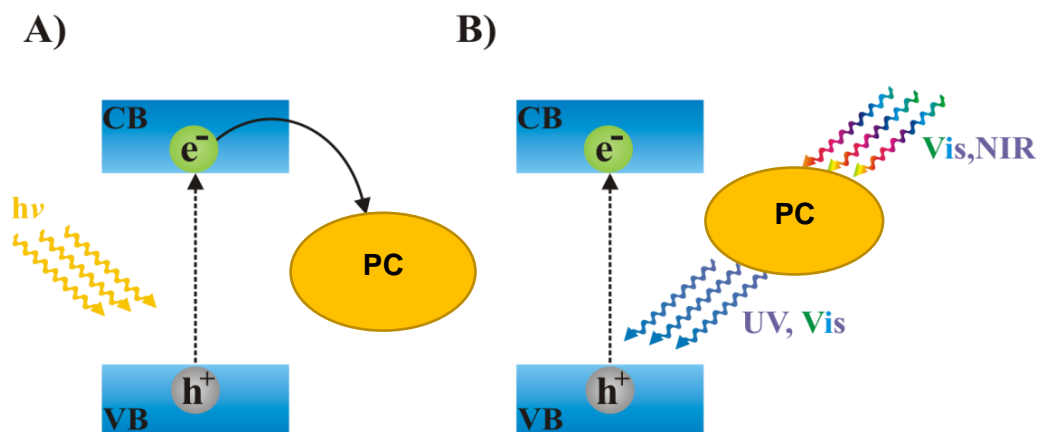 A)
CB
e⁻
hν
PC
h⁺
VB
B)
CB
e⁻
Vis,NIR
PC
UV, Vis
h⁺
VB